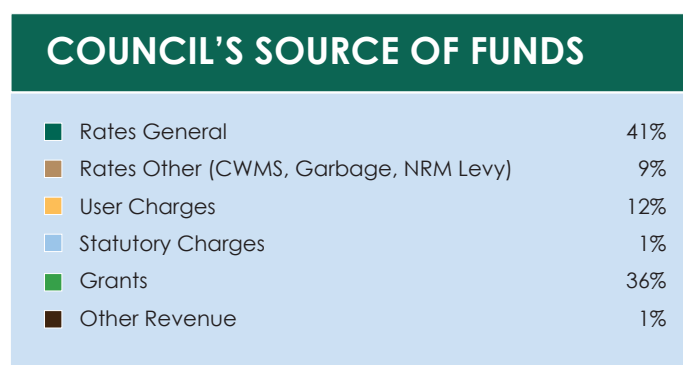 COUNCIL'S SOURCE OF FUNDS
Rates General 41%
Rates Other (CWMS, Garbage, NRM Levy) 9%
User Charges 12%
Statutory Charges 1%
Grants 36%
Other Revenue 1%